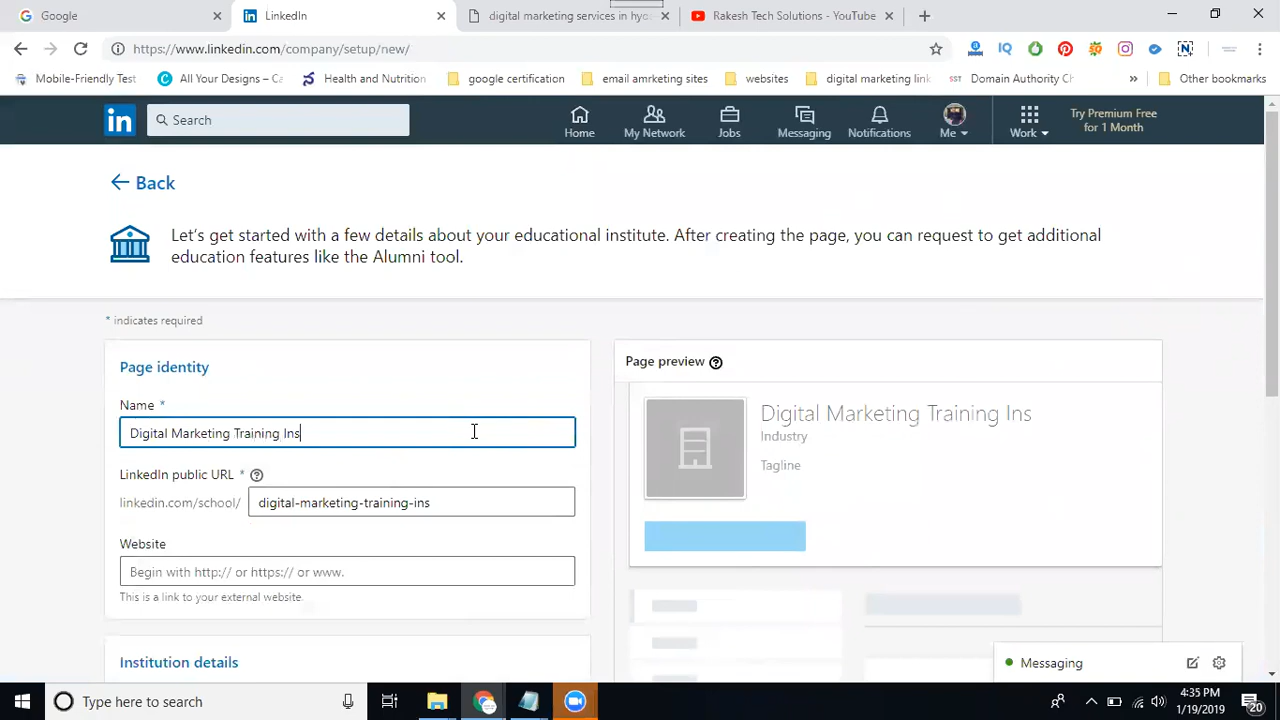 Google
LinkedIn
digital marketing services in hyd
Rakesh Tech Solutions - YouTube
https://www.linkedin.com/company/setup/new/
Mobile-Friendly Test
All Your Designs – Ca
Health and Nutrition
google certification
email amrketing sites
websites
digital marketing link
Domain Authority Ch
Other bookmarks
in
Search
Home
My Network
Jobs
Messaging
Notifications
Me
Work
Try Premium Free
for 1 Month
Back
Let's get started with a few details about your educational institute. After creating the page, you can request to get additional
education features like the Alumni tool.
* indicates required
Page identity
Name *
Digital Marketing Training Ins
LinkedIn public URL *
linkedin.com/school/
digital-marketing-training-ins
Website
Begin with http:// or https:// or www.
This is a link to your external website.
Institution details
Page preview
Digital Marketing Training Ins
Industry
Tagline
Messaging
Type here to search
4:35 PM
1/19/2019
20